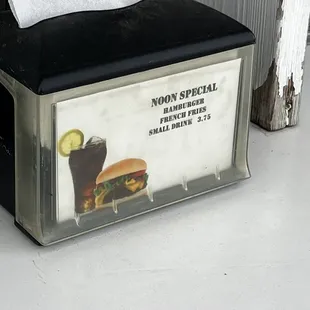 NOON SPECIAL
HAMBURGER
FRENCH FRIES
SMALL DRINK 3.75